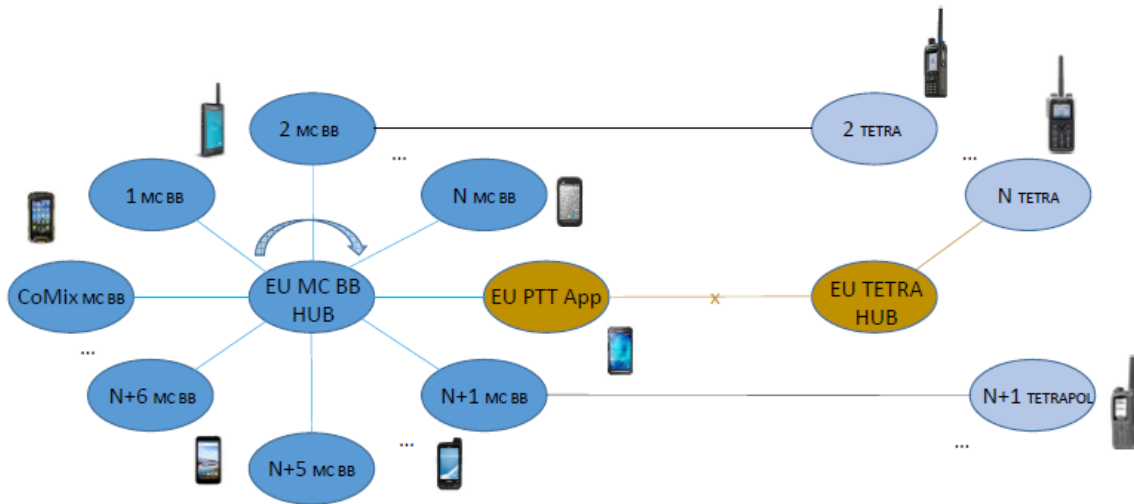 2 MC BB
2 TETRA
...
...
1 MC BB
N MC BB
N TETRA
CoMix MC BB
EU MC BB
HUB
EU PTT App
x
EU TETRA
HUB
...
N+6 MC BB
N+1 MC BB
N+1 TETRAPOL
...
...
N+5 MC BB